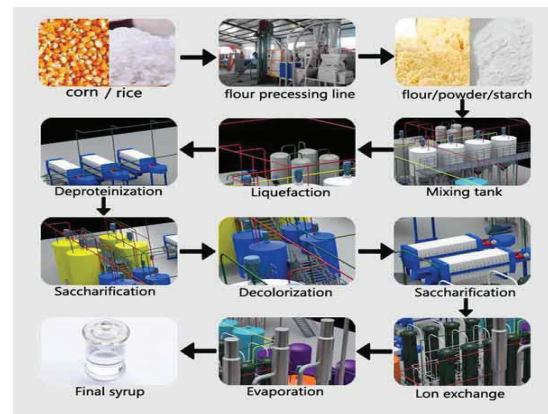 corn / rice
flour precessing line
flour/powder/starch
Deproteinization
Liquefaction
Mixing tank
Saccharification
Decolorization
Saccharification
Final syrup
Evaporation
Lon exchange